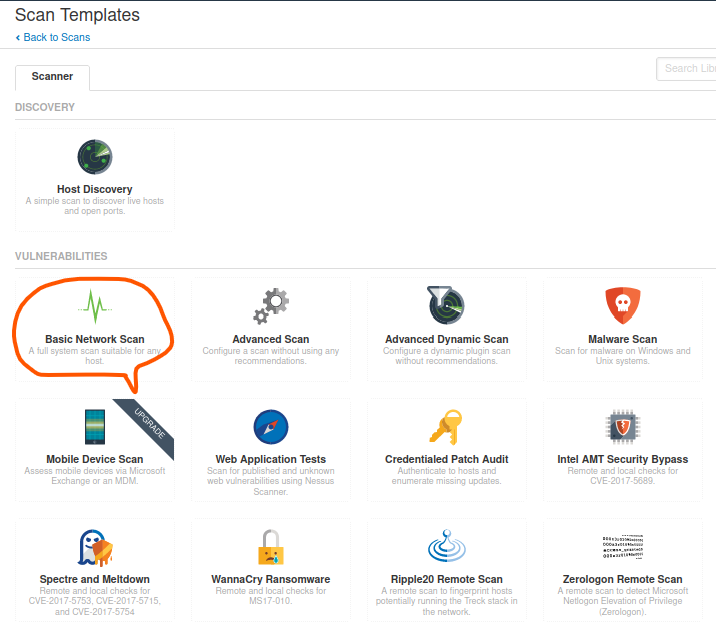 Scan Templates
‹ Back to Scans
Scanner
Search Libr
DISCOVERY
Host Discovery
A simple scan to discover live hosts
and open ports.
VULNERABILITIES
Basic Network Scan
A full system scan suitable for any
host.
Advanced Scan
Configure a scan without using any
recommendations.
Advanced Dynamic Scan
Configure a dynamic plugin scan
without recommendations.
Malware Scan
Scan for malware on Windows and
Unix systems.
UPGRADE
Mobile Device Scan
Assess mobile devices via Microsoft
Exchange or an MDM.
Web Application Tests
Scan for published and unknown
web vulnerabilities using Nessus
Scanner.
Credentialed Patch Audit
Authenticate to hosts and
enumerate missing updates.
Intel AMT Security Bypass
Remote and local checks for
CVE-2017-5689.
Spectre and Meltdown
Remote and local checks for
CVE-2017-5753, CVE-2017-5715,
and CVE-2017-5754
WannaCry Ransomware
Remote and local checks for
MS17-010.
Ripple20 Remote Scan
A remote scan to fingerprint hosts
potentially running the Treck stack in
the network.
Zerologon Remote Scan
A remote scan to detect Microsoft
Netlogon Elevation of Privilege
(Zerologon).